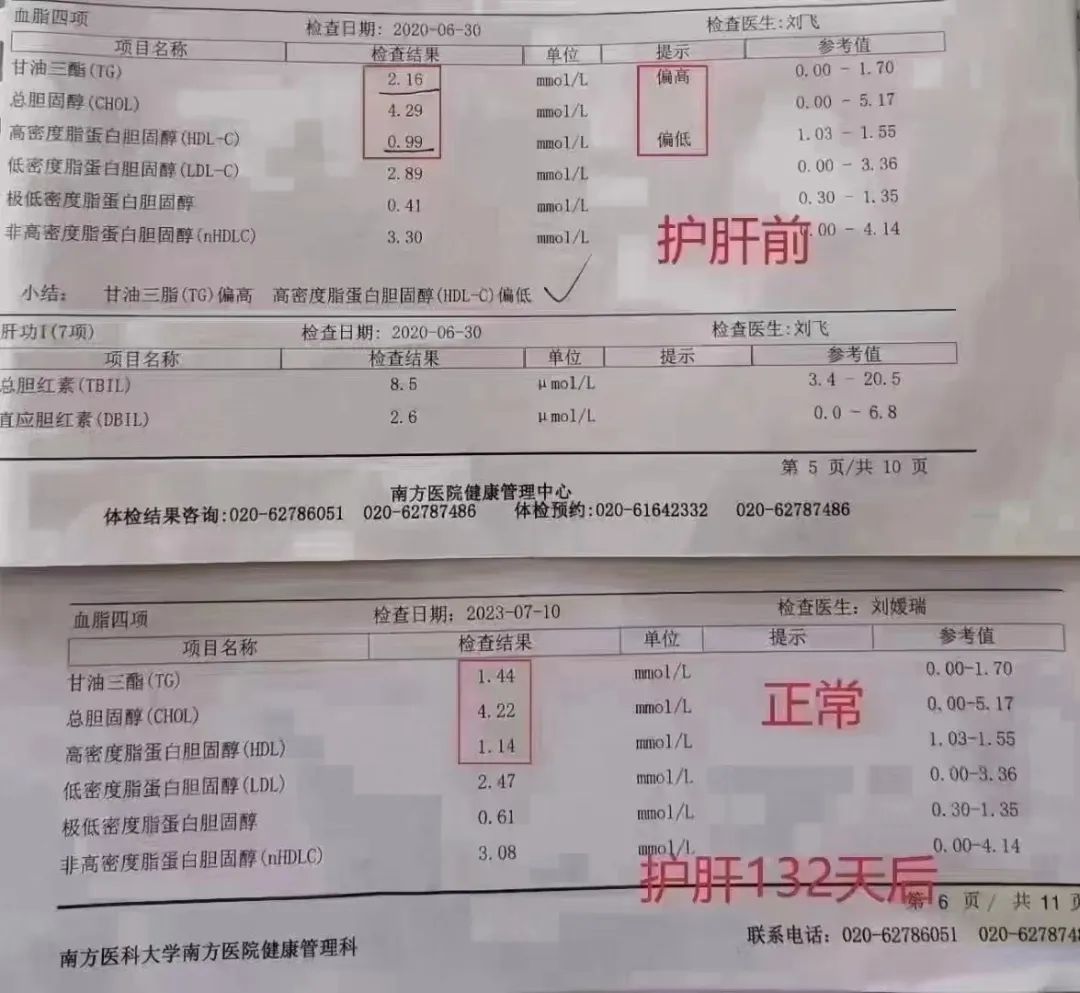 血脂四项 检查日期: 2020-06-30 检查医生:刘飞
项目名称 检查结果 单位 提示 参考值
甘油三酯(TG) 2.16 mmol/L 偏高 0.00 - 1.70
总胆固醇(CHOL) 4.29 mmol/L 0.00 - 5.17
高密度脂蛋白胆固醇(HDL-C) 0.99 mmol/L 偏低 1.03 - 1.55
低密度脂蛋白胆固醇(LDL-C) 2.89 mmol/L 0.00 - 3.36
极低密度脂蛋白胆固醇 0.41 mmol/L 0.30 - 1.35
非高密度脂蛋白胆固醇(nHDLC) 3.30 mmol/L .00 - 4.14
护肝前
小结: 甘油三脂(TG)偏高 高密度脂蛋白胆固醇(HDL-C)偏低
肝功I(7项) 检查日期: 2020-06-30 检查医生:刘飞
项目名称 检查结果 单位 提示 参考值
总胆红素(TBIL) 8.5 μmol/L 3.4 - 20.5
直应胆红素(DBIL) 2.6 μmol/L 0.0 - 6.8
第 5 页/共 10 页
南方医院健康管理中心
体检结果咨询:020-62786051 020-62787486 体检预约:020-61642332 020-62787486
血脂四项 检查日期: 2023-07-10 检查医生: 刘媛瑞
项目名称 检查结果 单位 提示 参考值
甘油三酯(TG) 1.44 mmol/L 0.00-1.70
总胆固醇(CHOL) 4.22 mmol/L 0.00-5.17
正常
高密度脂蛋白胆固醇(HDL) 1.14 mmol/L 1.03-1.55
低密度脂蛋白胆固醇(LDL) 2.47 mmol/L 0.00-3.36
极低密度脂蛋白胆固醇 0.61 mmol/L 0.30-1.35
非高密度脂蛋白胆固醇(nHDLC) 3.08 mmol/L 0.00-4.14
护肝132天后
第 6 页/ 共 11 页
南方医科大学南方医院健康管理科 联系电话: 020-62786051 020-6278748